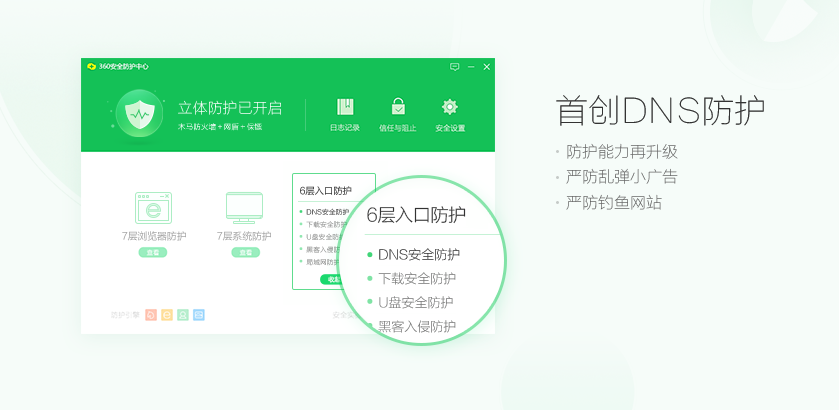 360安全防护中心
立体防护已开启
木马防火墙+网盾+保险
日志记录
信任与阻止
安全设置
7层浏览器防护
查看
7层系统防护
查看
6层入口防护
DNS安全防护
下载安全防护
U盘安全防护
黑客入侵防
局域网防护
收起
防护引擎
6层入口防护
DNS安全防护
下载安全防护
U盘安全防护
黑客入侵防护
首创DNS防护
防护能力再升级
严防乱弹小广告
严防钓鱼网站